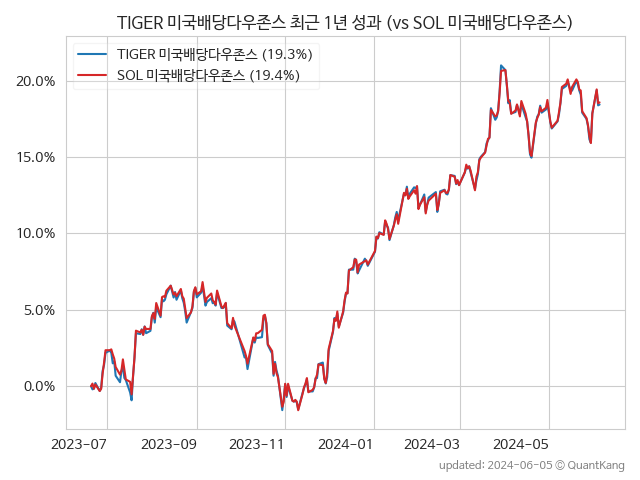 TIGER 미국배당다우존스 최근 1년 성과 (vs SOL 미국배당다우존스)
TIGER 미국배당다우존스 (19.3%)
SOL 미국배당다우존스 (19.4%)
20.0%
15.0%
10.0%
5.0%
0.0%
2023-07 2023-09 2023-11 2024-01 2024-03 2024-05
updated: 2024-06-05 © QuantKang